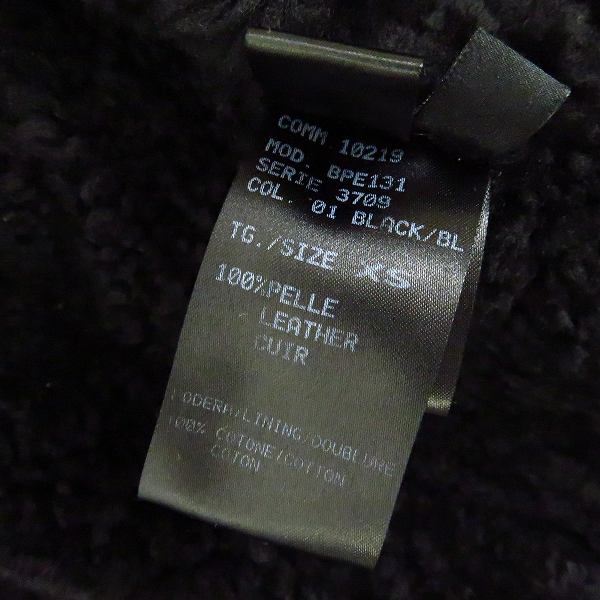 COMM 10219
MOD. BPE131
SERIE 3709
COL. 01 BLACK/BL
TG./SIZE XS
100%PELLE
- LEATHER
CUIR
FODERA/LINING/DOUBLURE
100% COTONE/COTTON
COTON